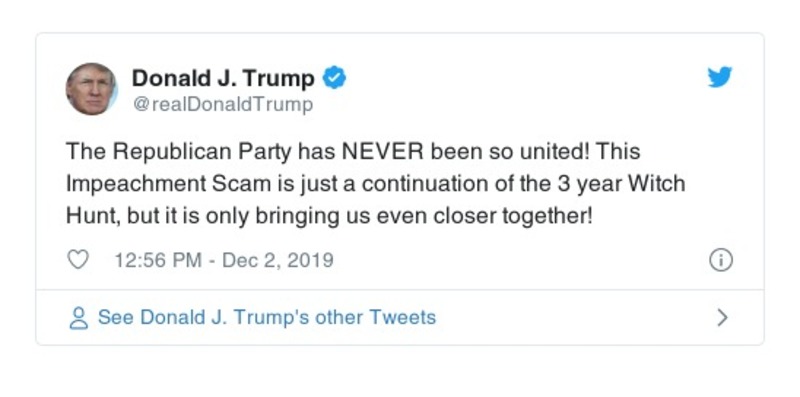 Donald J. Trump
@realDonaldTrump
The Republican Party has NEVER been so united! This
Impeachment Scam is just a continuation of the 3 year Witch
Hunt, but it is only bringing us even closer together!
12:56 PM - Dec 2, 2019
See Donald J. Trump's other Tweets